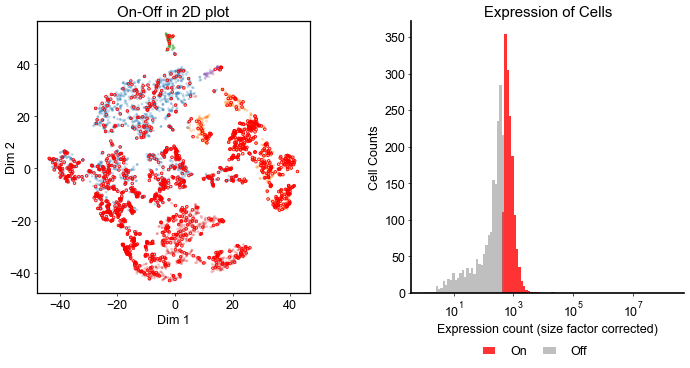 On-Off in 2D plot
Dim 2
40
20
0
−20
−40
−40 −20 0 20 40
Dim 1
Expression of Cells
Cell Counts
350
300
250
200
150
100
50
0
10^1 10^3 10^5 10^7
Expression count (size factor corrected)
On Off